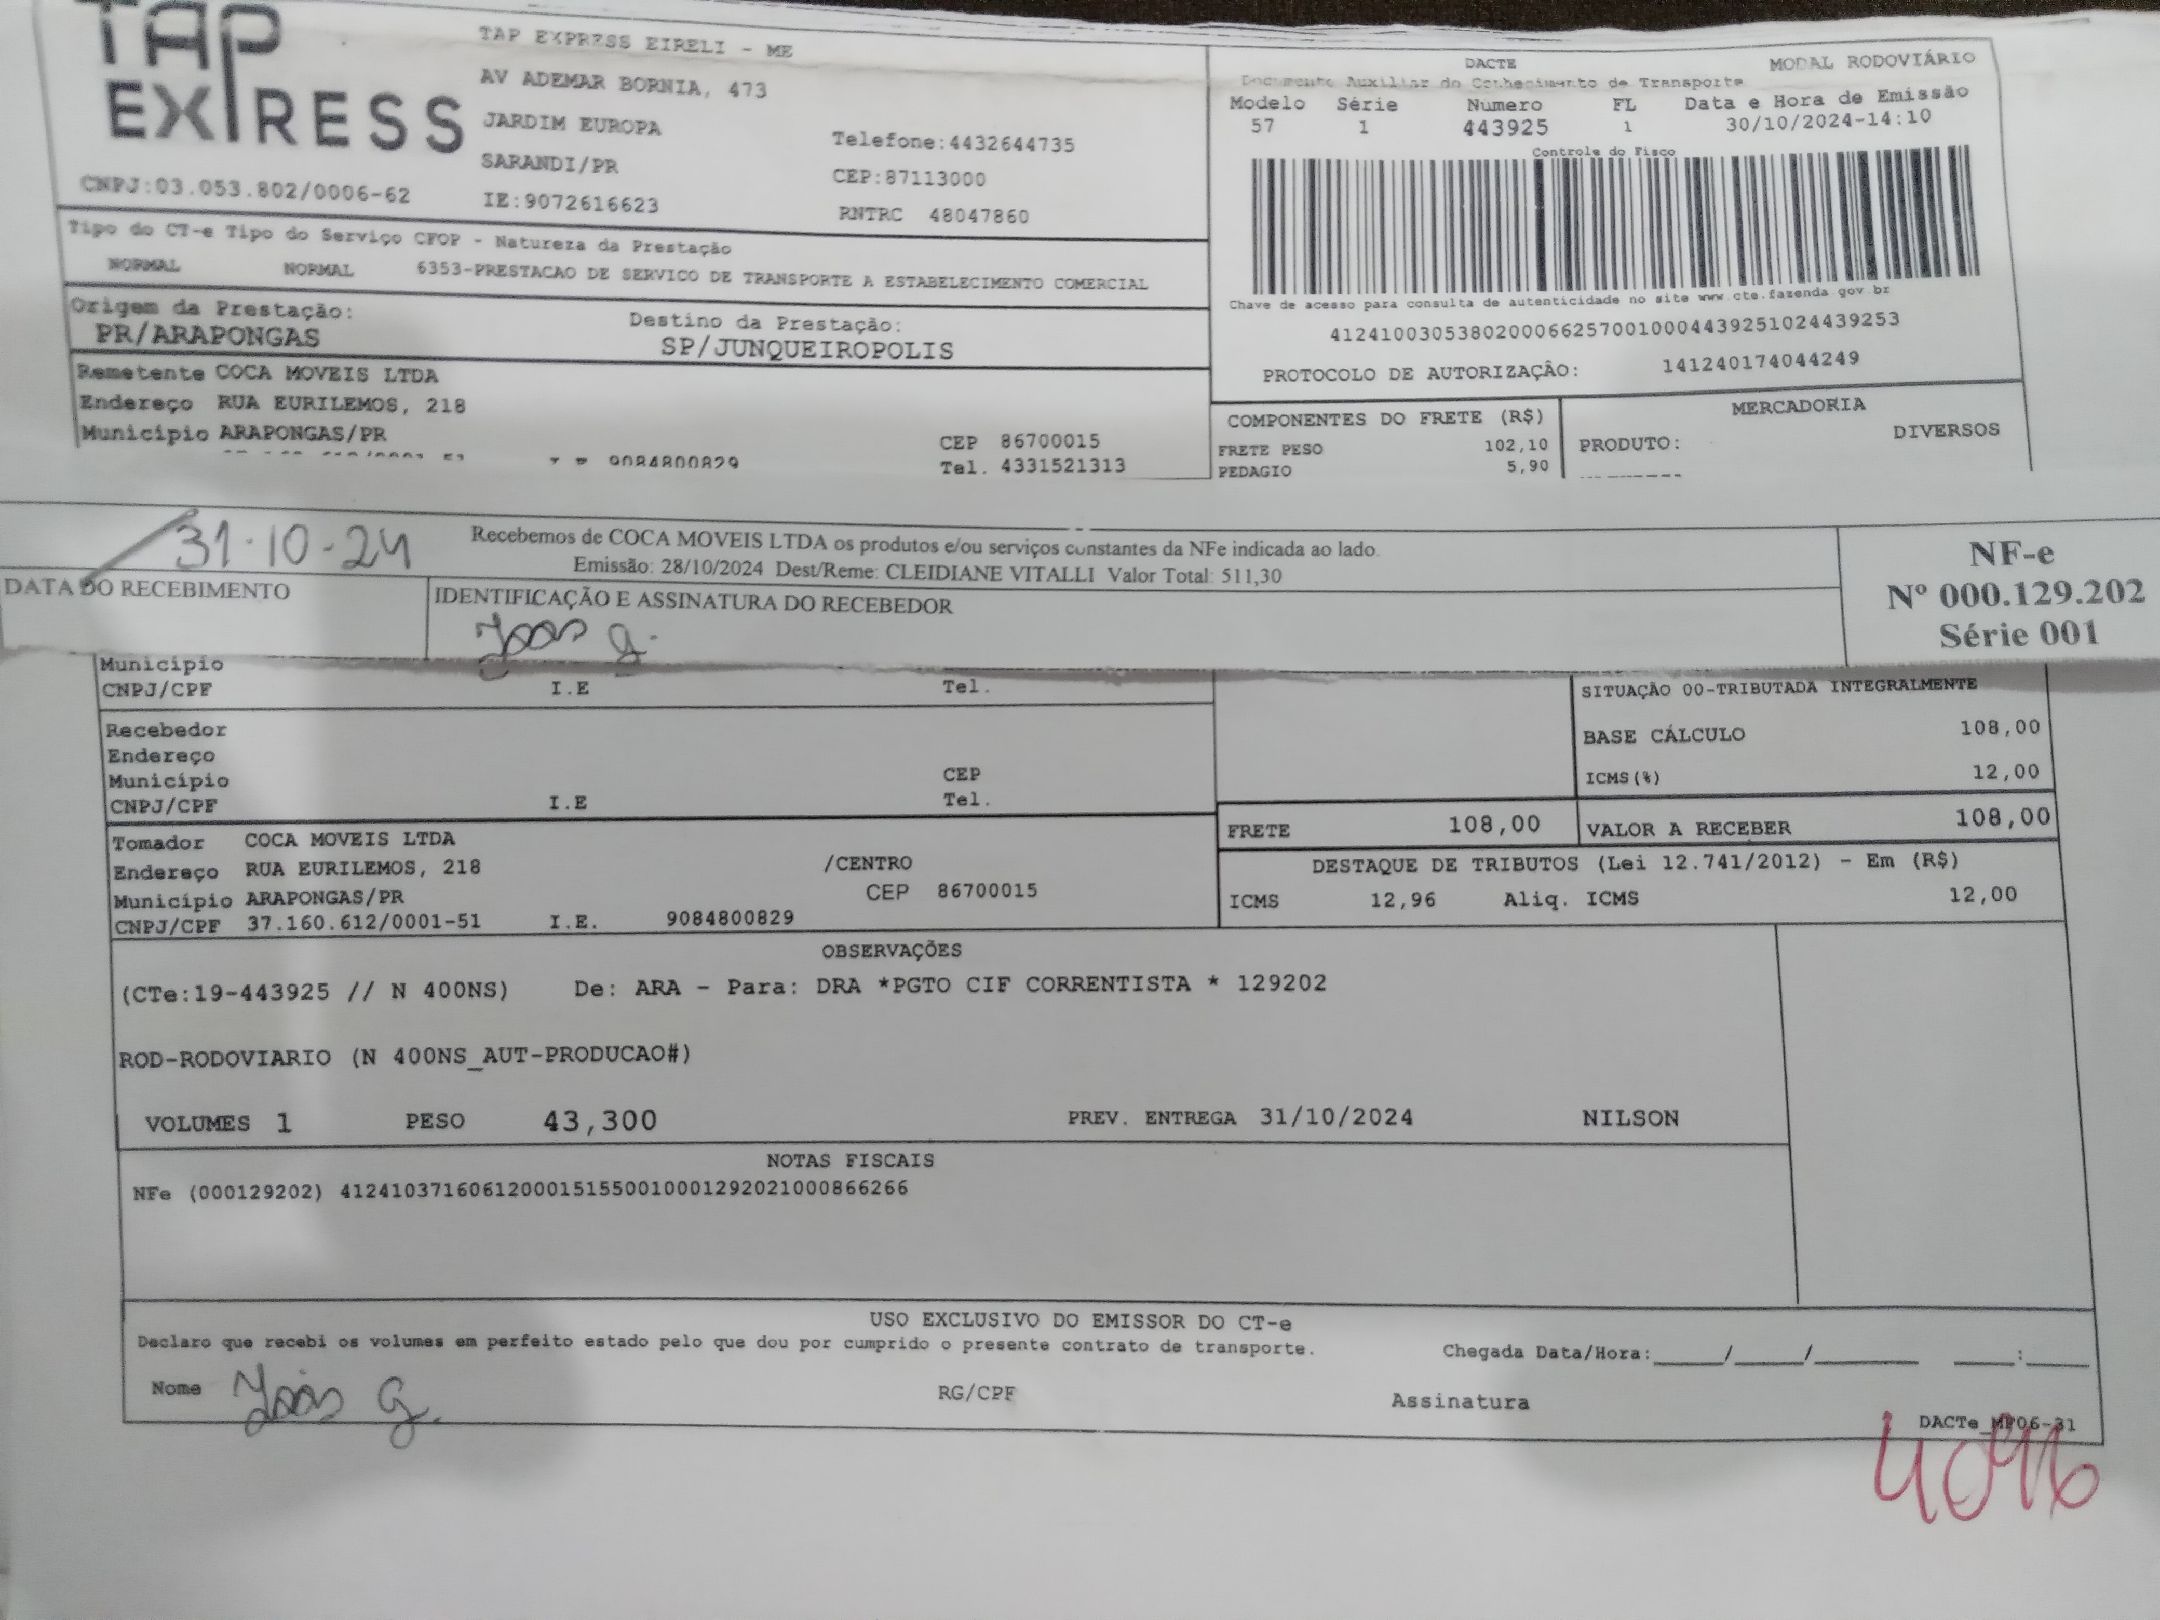 TAP EXPRESS
TAP EXPRESS EIRELI - ME
AV ADEMAR BORNIA, 473
JARDIM EUROPA
Telefone:4432644735
SARANDI/PR
CEP:87113000
CNPJ:03.053.802/0006-62
IE:9072616623
RNTRC 48047860
DACTE
MODAL RODOVIÁRIO
Documento Auxiliar do Conhecimento de Transporte
Modelo Série Numero FL Data e Hora de Emissão
57 1 443925 1 30/10/2024-14:10
Controle do Fisco
Chave de acesso para consulta de autenticidade no site www.cte.fazenda.gov.br
41241003053802000662570010004439251024439253
PROTOCOLO DE AUTORIZAÇÃO: 141240174044249
Tipo do CT-e Tipo do Serviço CFOP - Natureza da Prestação
NORMAL NORMAL 6353-PRESTACAO DE SERVICO DE TRANSPORTE A ESTABELECIMENTO COMERCIAL
Origem da Prestação: Destino da Prestação:
PR/ARAPONGAS SP/JUNQUEIROPOLIS
Remetente COCA MOVEIS LTDA
Endereço RUA EURILEMOS, 218
Município ARAPONGAS/PR CEP 86700015
9084800829 Tel. 4331521313
COMPONENTES DO FRETE (R$)
FRETE PESO 102,10
PEDAGIO 5,90
MERCADORIA
PRODUTO: DIVERSOS
31-10-24
Recebemos de COCA MOVEIS LTDA os produtos e/ou serviços constantes da NFe indicada ao lado.
Emissão: 28/10/2024 Dest/Reme: CLEIDIANE VITALLI Valor Total: 511,30
DATA DO RECEBIMENTO
IDENTIFICAÇÃO E ASSINATURA DO RECEBEDOR
NF-e
Nº 000.129.202
Série 001
Município
CNPJ/CPF I.E Tel.
Recebedor
Endereço
Município CEP
CNPJ/CPF I.E Tel.
SITUAÇÃO 00-TRIBUTADA INTEGRALMENTE
BASE CÁLCULO 108,00
ICMS(%) 12,00
FRETE 108,00 VALOR A RECEBER 108,00
Tomador COCA MOVEIS LTDA
Endereço RUA EURILEMOS, 218 /CENTRO
Município ARAPONGAS/PR CEP 86700015
CNPJ/CPF 37.160.612/0001-51 I.E. 9084800829
DESTAQUE DE TRIBUTOS (Lei 12.741/2012) - Em (R$)
ICMS 12,96 Aliq. ICMS 12,00
OBSERVAÇÕES
(CTe:19-443925 // N 400NS) De: ARA - Para: DRA *PGTO CIF CORRENTISTA * 129202
ROD-RODOVIARIO (N 400NS_AUT-PRODUCAO#)
VOLUMES 1 PESO 43,300 PREV. ENTREGA 31/10/2024 NILSON
NOTAS FISCAIS
NFe (000129202) 41241037160612000151550010001292021000866266
USO EXCLUSIVO DO EMISSOR DO CT-e
Declaro que recebi os volumes em perfeito estado pelo que dou por cumprido o presente contrato de transporte.
Chegada Data/Hora:_____/_____/________ _____:_____
Nome
RG/CPF
Assinatura